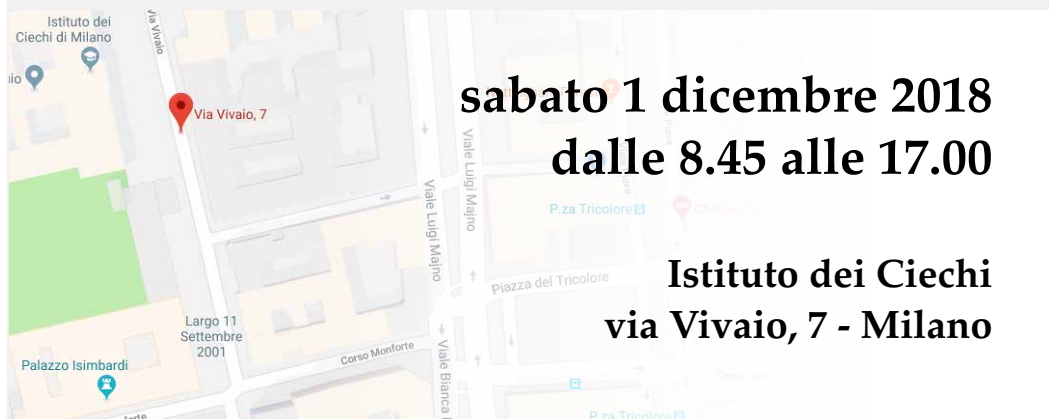 Istituto dei
Ciechi di Milano
Via Vivaio
Via Vivaio, 7
sabato 1 dicembre 2018
dalle 8.45 alle 17.00
Viale Luigi Majno
Viale Luigi Majno
P.za Tricolore
Istituto dei Ciechi
via Vivaio, 7 - Milano
Piazza del Tricolore
Largo 11
Settembre
2001
Corso Monforte
Palazzo Isimbardi
Viale Bianca
P.za Tricolore